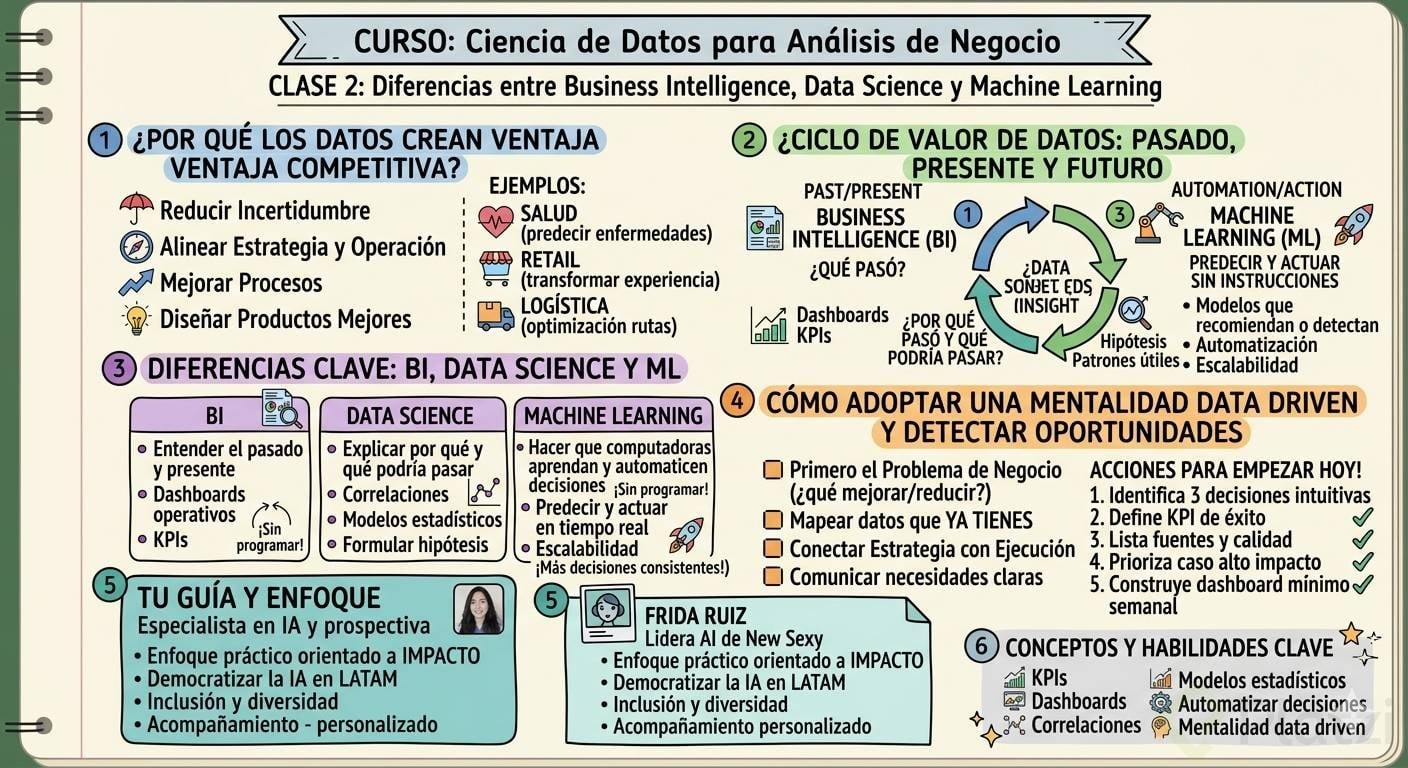 CURSO: Ciencia de Datos para Análisis de Negocio
CLASE 2: Diferencias entre Business Intelligence, Data Science y Machine Learning
1 ¿POR QUÉ LOS DATOS CREAN VENTAJA
VENTAJA COMPETITIVA?
Reducir Incertidumbre
Alinear Estrategia y Operación
Mejorar Procesos
Diseñar Productos Mejores
EJEMPLOS:
SALUD
(predecir enfermedades)
RETAIL
(transformar experiencia)
LOGÍSTICA
(optimización rutas)
2 ¿CICLO DE VALOR DE DATOS: PASADO,
PRESENTE Y FUTURO
PAST/PRESENT
BUSINESS
INTELLIGENCE (BI)
¿QUÉ PASÓ?
Dashboards
KPIs
1
¿DATA
INSIGHT
¿POR QUÉ
PASÓ Y QUÉ
PODRÍA PASAR?
Hipótesis
Patrones útiles
AUTOMATION/ACTION
3 MACHINE
LEARNING (ML)
PREDECIR Y ACTUAR
SIN INSTRUCCIONES
• Modelos que
recomiendan o detectan
• Automatización
• Escalabilidad
3 DIFERENCIAS CLAVE: BI, DATA SCIENCE Y ML
BI
• Entender el pasado
y presente
• Dashboards
operativos
• KPIs
¡Sin
programar!
DATA SCIENCE
• Explicar por qué y
qué podría pasar
• Correlaciones
• Modelos estadísticos
• Formular hipótesis
MACHINE LEARNING
• Hacer que computadoras
aprendan y automaticen
decisiones ¡Sin programar!
• Predecir y actuar
en tiempo real
• Escalabilidad
¡Más decisiones consistentes!)
4 CÓMO ADOPTAR UNA MENTALIDAD DATA DRIVEN
Y DETECTAR OPORTUNIDADES
Primero el Problema de Negocio
(¿qué mejorar/reducir?)
Mapear datos que YA TIENES
Conectar Estrategia con Ejecución
Comunicar necesidades claras
ACCIONES PARA EMPEZAR HOY!
1. Identifica 3 decisiones intuitivas
2. Define KPI de éxito
3. Lista fuentes y calidad
4. Prioriza caso alto impacto
5. Construye dashboard mínimo
semanal
5 TU GUÍA Y ENFOQUE
Especialista en IA y prospectiva
• Enfoque práctico orientado a IMPACTO
• Democratizar la IA en LATAM
• Inclusión y diversidad
• Acompañamiento - personalizado
5 FRIDA RUIZ
Lidera AI de New Sexy
• Enfoque práctico orientado a IMPACTO
• Democratizar la IA en LATAM
• Inclusión y diversidad
• Acompañamiento personalizado
6 CONCEPTOS Y HABILIDADES CLAVE
KPIs
Dashboards
Correlaciones
Modelos estadísticos
Automatizar decisiones
Mentalidad data driven